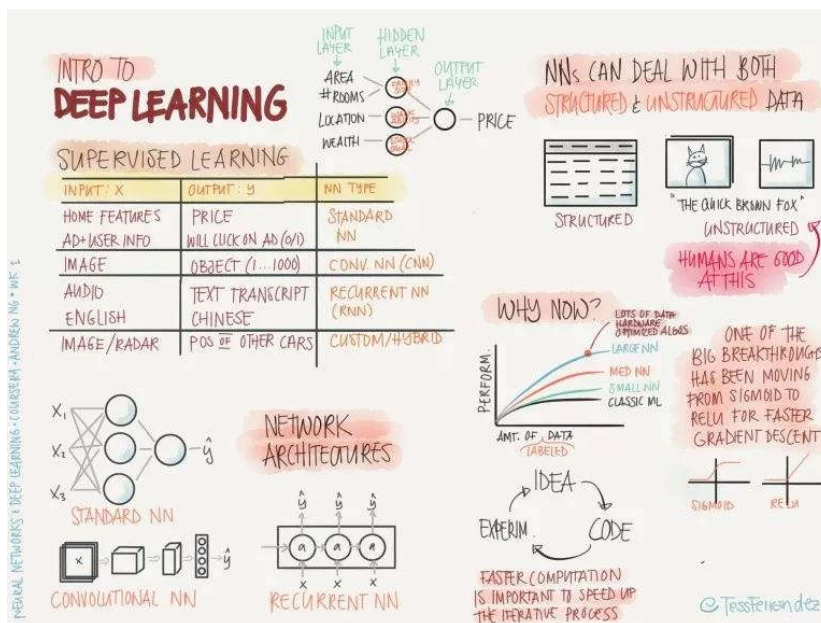 INTRO TO
DEEP LEARNING
INPUT LAYER
HIDDEN LAYER
OUTPUT LAYER
AREA
#ROOMS
LOCATION
WEALTH
PRICE
SUPERVISED LEARNING
INPUT: X OUTPUT: y NN TYPE
HOME FEATURES PRICE STANDARD
AD+USER INFO WILL CLICK ON AD (0/1) NN
IMAGE OBJECT (1...1000) CONV. NN (CNN)
AUDIO TEXT TRANSCRIPT RECURRENT NN
ENGLISH CHINESE (RNN)
IMAGE/RADAR POS OF OTHER CARS CUSTOM/HYBRID
NNs CAN DEAL WITH BOTH
STRUCTURED & UNSTRUCTURED DATA
STRUCTURED
"THE QUICK BROWN FOX"
UNSTRUCTURED
HUMANS ARE GOOD
AT THIS
X1
X2
X3
ŷ
STANDARD NN
NETWORK
ARCHITECTURES
X
ŷ
CONVOLUTIONAL NN
ŷ ŷ ŷ
a a a
x x x
RECURRENT NN
WHY NOW?
LOTS OF DATA
HARDWARE/
OPTIMIZED ALGOS
LARGE NN
MED NN
SMALL NN
CLASSIC ML
PERFORM.
AMT. OF DATA
LABELED
IDEA
CODE
EXPERIM.
FASTER COMPUTATION
IS IMPORTANT TO SPEED UP
THE ITERATIVE PROCESS
ONE OF THE
BIG BREAKTHROUGHS
HAS BEEN MOVING
FROM SIGMOID TO
RELU FOR FASTER
GRADIENT DESCENT
SIGMOID
RELU
NEURAL NETWORKS & DEEP LEARNING • COURSERA • ANDREW NG • WK 1
@TessFerrandez